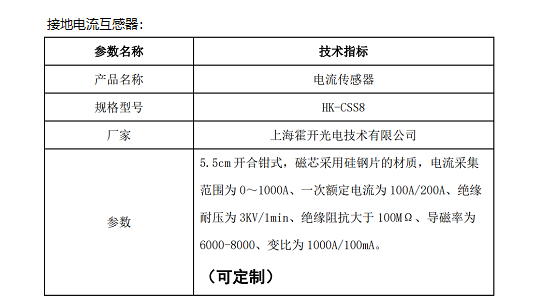 接地电流互感器：
参数名称 技术指标
产品名称 电流传感器
规格型号 HK-CSS8
厂家 上海霍开光电技术有限公司
参数
5.5cm 开合钳式，磁芯采用硅钢片的材质，电流采集
范围为 0～1000A、一次额定电流为 100A/200A、绝缘
耐压为 3KV/1min、绝缘阻抗大于 100MΩ、导磁率为
6000-8000、变比为 1000A/100mA。
（可定制）